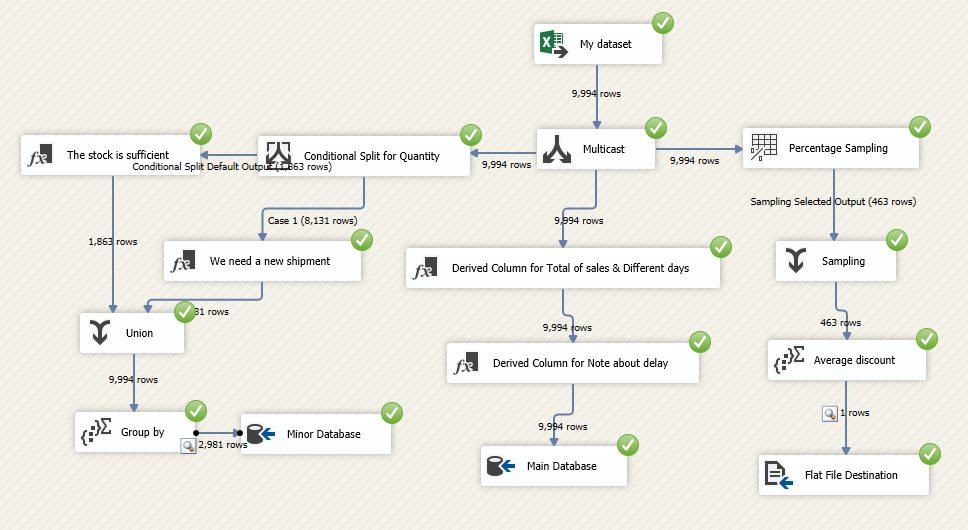 My dataset
9,994 rows
The stock is sufficient
Conditional Split for Quantity
Multicast
Percentage Sampling
Conditional Split Default Output (1,863 rows)
9,994 rows
9,994 rows
Sampling Selected Output (463 rows)
Case 1 (8,131 rows)
9,994 rows
1,863 rows
We need a new shipment
Derived Column for Total of sales & Different days
Sampling
31 rows
Union
9,994 rows
463 rows
Derived Column for Note about delay
Average discount
9,994 rows
1 rows
Group by
2,981 rows
Minor Database
9,994 rows
Main Database
Flat File Destination